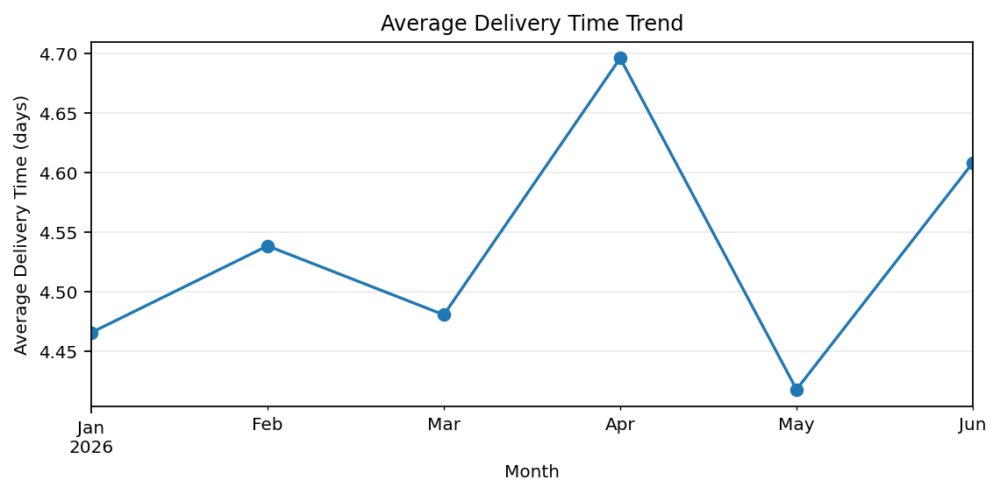 Average Delivery Time Trend
Average Delivery Time (days)
4.70
4.65
4.60
4.55
4.50
4.45
Jan Feb Mar Apr May Jun
2026
Month